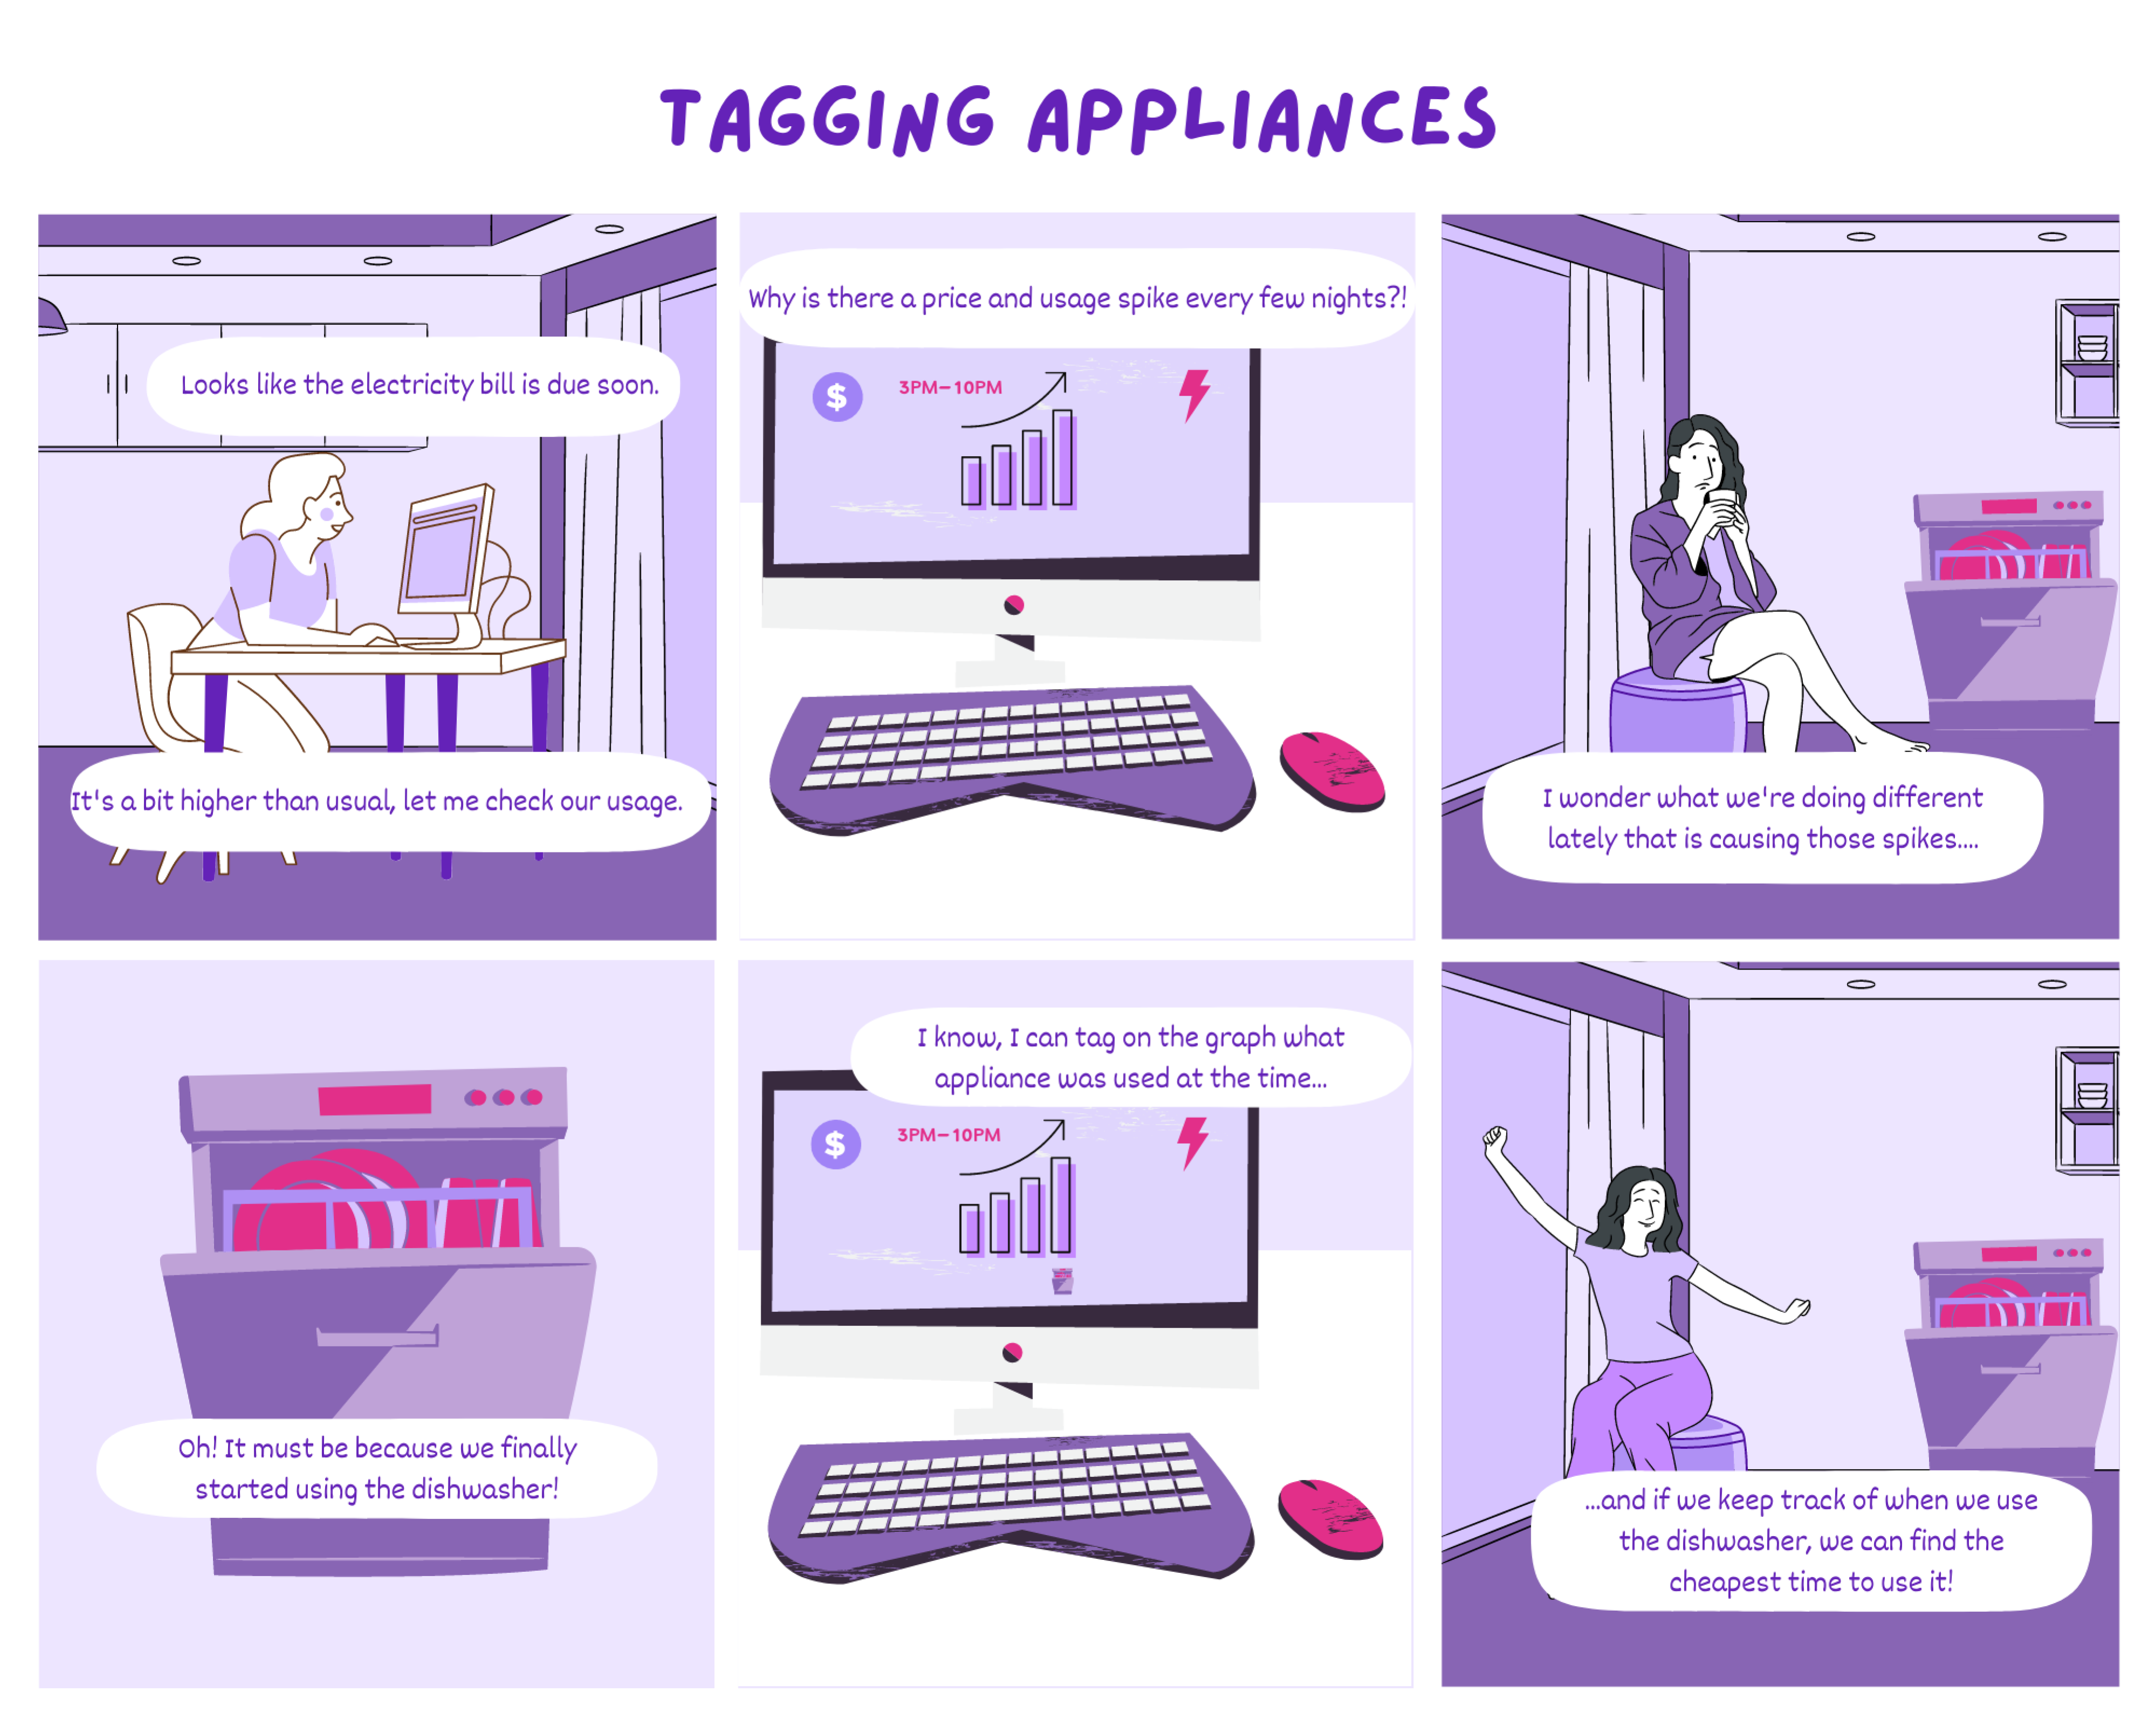 TAGGING APPLIANCES
Looks like the electricity bill is due soon.
It's a bit higher than usual, let me check our usage.
Why is there a price and usage spike every few nights?!
$
3PM-10PM
I wonder what we're doing different
lately that is causing those spikes....
Oh! It must be because we finally
started using the dishwasher!
I know, I can tag on the graph what
appliance was used at the time...
$
3PM-10PM
...and if we keep track of when we use
the dishwasher, we can find the
cheapest time to use it!